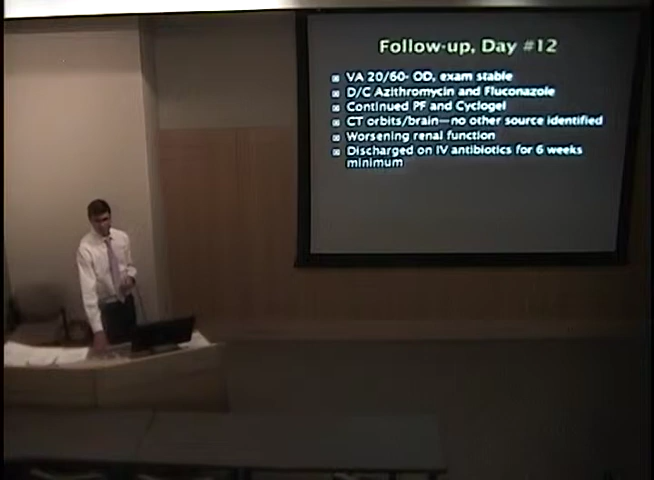 Follow-up, Day #12
VA 20/60- OD, exam stable
D/C Azithromycin and Fluconazole
Continued PF and Cyclogel
CT orbits/brain—no other source identified
Worsening renal function
Discharged on IV antibiotics for 6 weeks
minimum